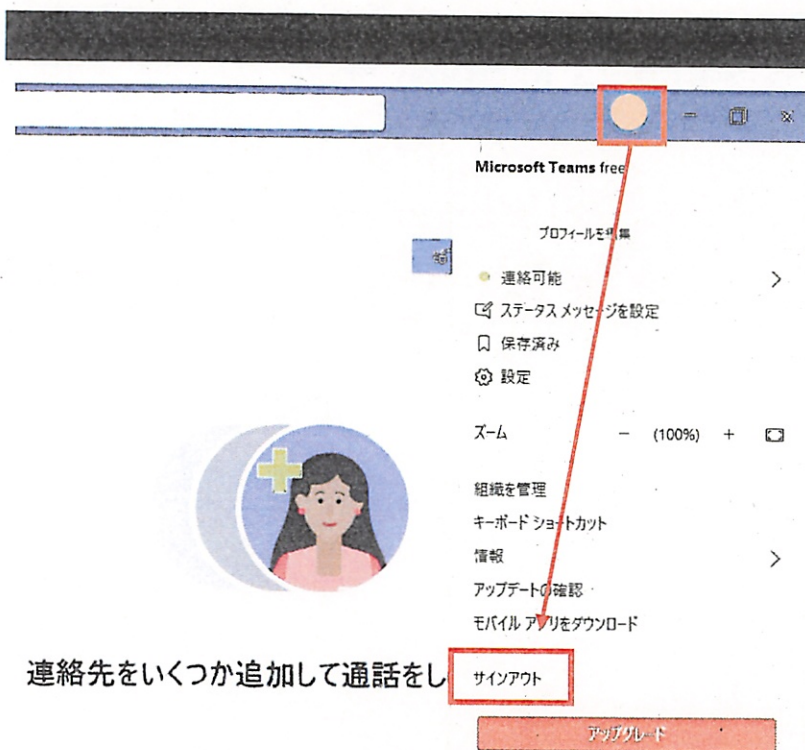 Microsoft Teams free
プロフィールを編集
連絡可能
ステータス メッセージを設定
保存済み
設定
ズーム － (100%) ＋
組織を管理
キーボード ショートカット
情報
アップデートの確認
モバイル アプリをダウンロード
連絡先をいくつか追加して通話をし
サインアウト
アップグレード